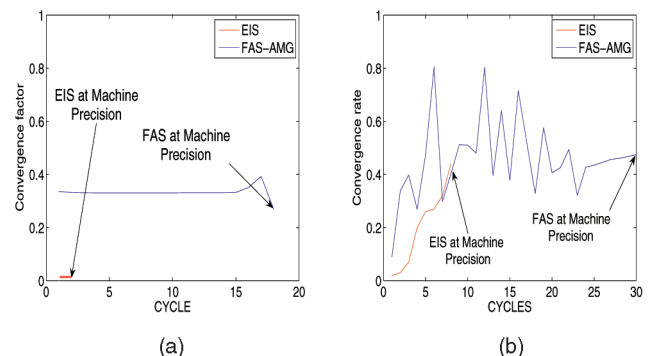 1
0.8
0.6
0.4
0.2
0
Convergence factor
EIS
FAS-AMG
EIS at Machine
Precision
FAS at Machine
Precision
0 5 10 15 20
CYCLE
(a)
1
0.8
0.6
0.4
0.2
0
Convergence rate
EIS
FAS-AMG
EIS at Machine
Precision
FAS at Machine
Precision
0 5 10 15 20 25 30
CYCLES
(b)